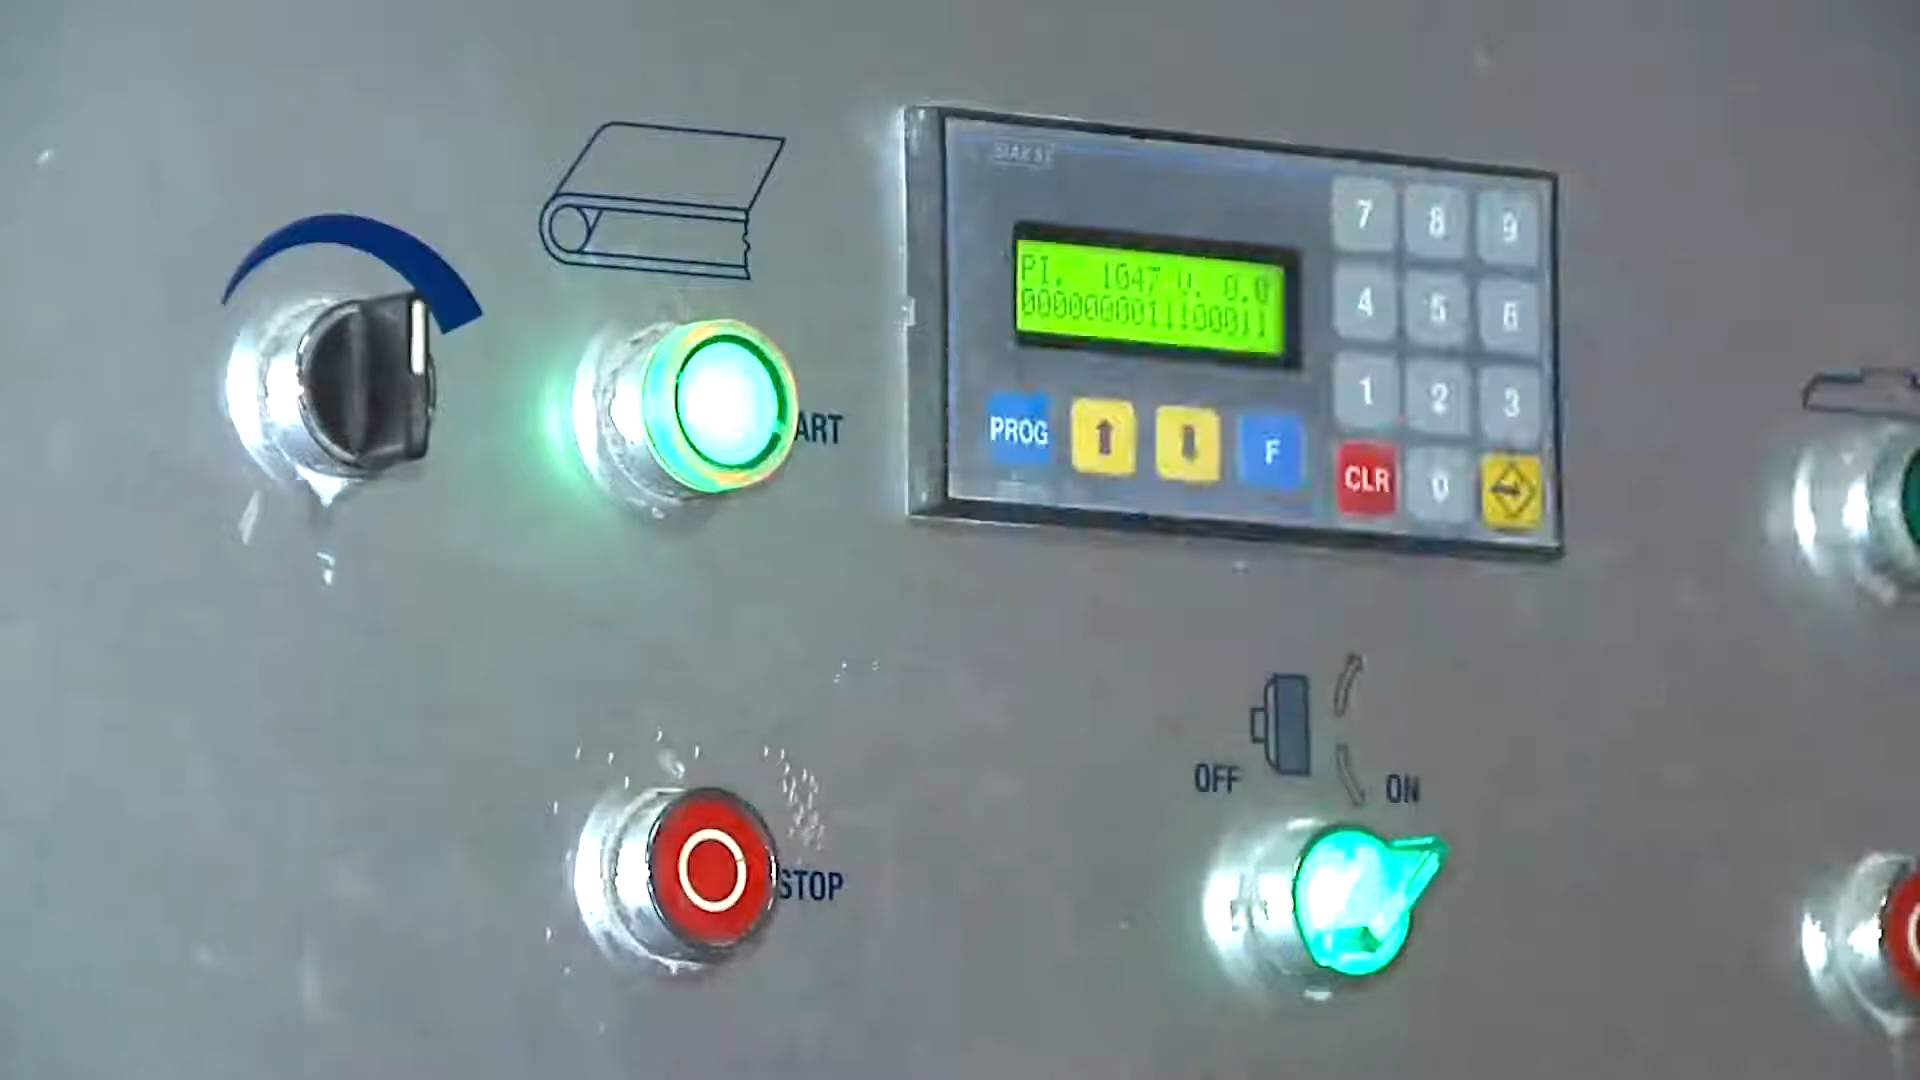 7 8 9
PI. 1047 V. 0.0
0000000011100011
4 5 6
1 2 3
ART
PROG
F
CLR 0
OFF
ON
STOP